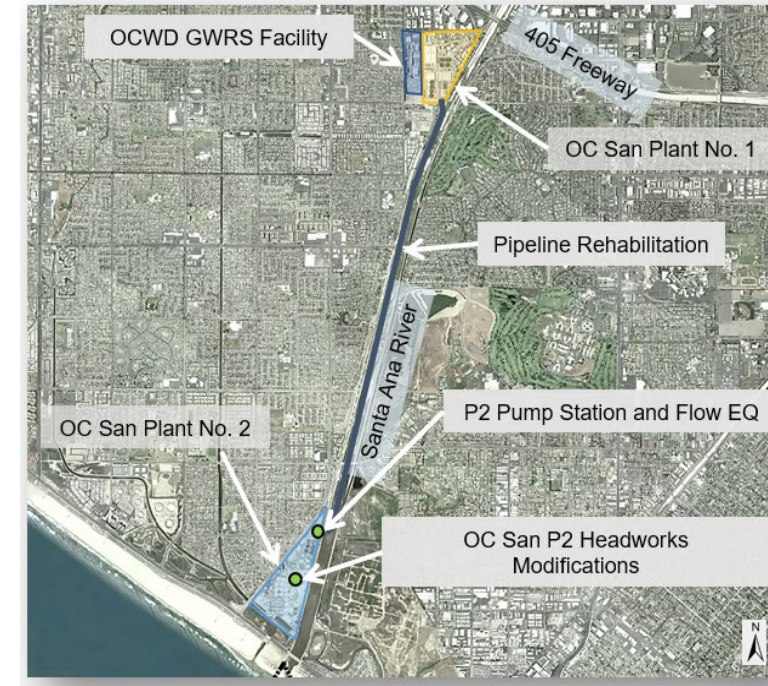 OCWD GWRS Facility
405 Freeway
OC San Plant No. 1
Pipeline Rehabilitation
Santa Ana River
P2 Pump Station and Flow EQ
OC San Plant No. 2
OC San P2 Headworks
Modifications
N